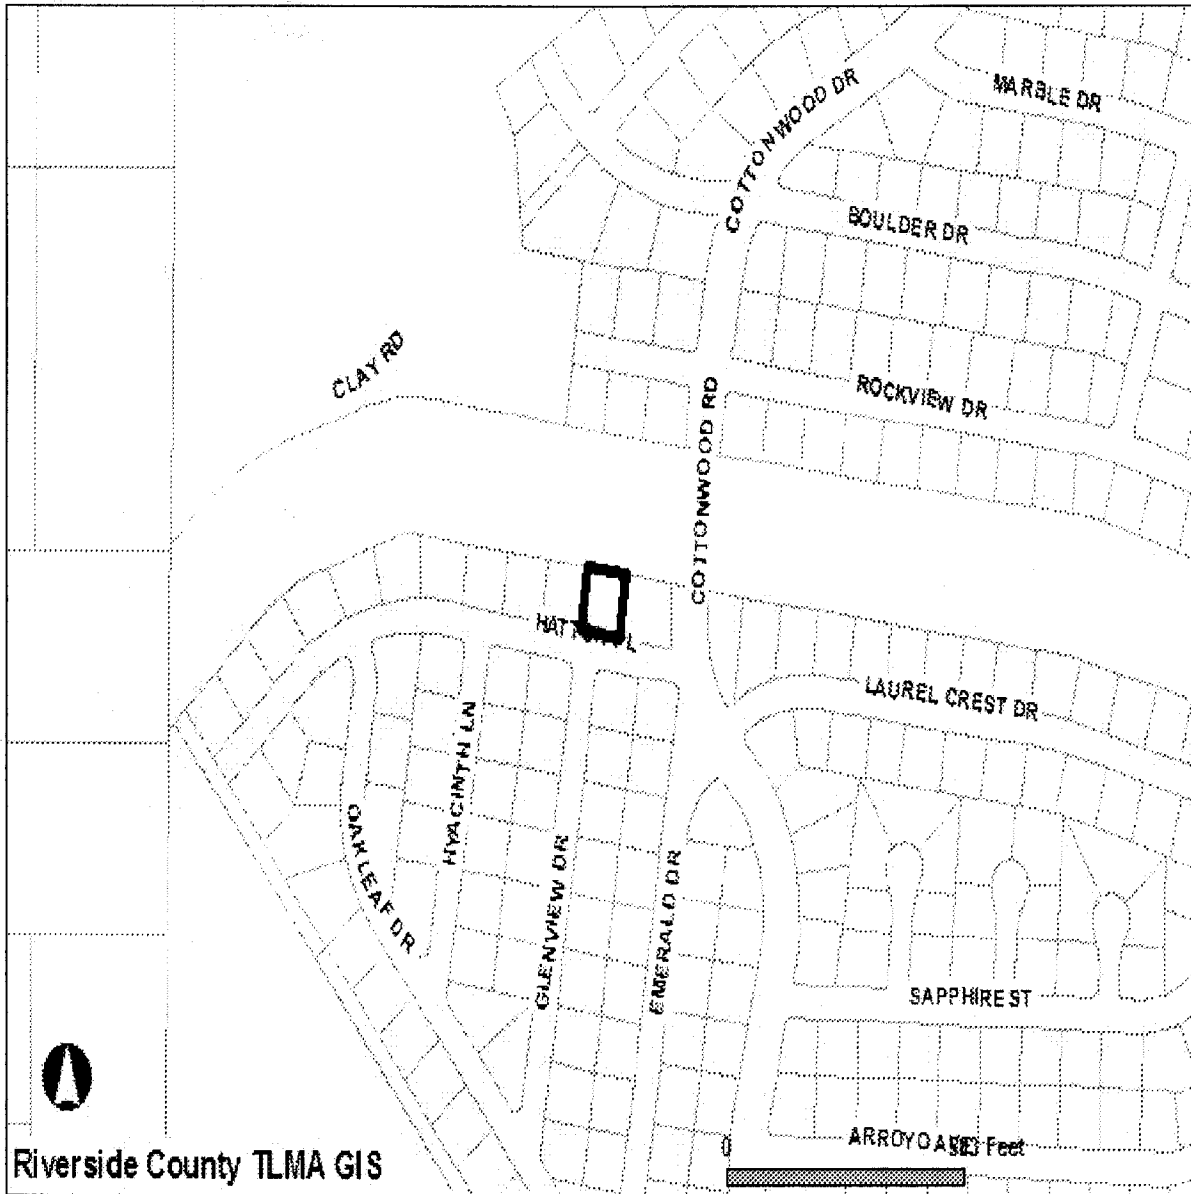 MARBLE DR
COTTONWOOD DR
BOULDER DR
CLAY RD
ROCKVIEW DR
COTTONWOOD RD
LAUREL CREST DR
HYACINTH LN
OAK LEAF DR
GLENVIEW DR
EMERALD DR
SAPPHIRE ST
ARROYO
0
Feet
Riverside County TLMA GIS